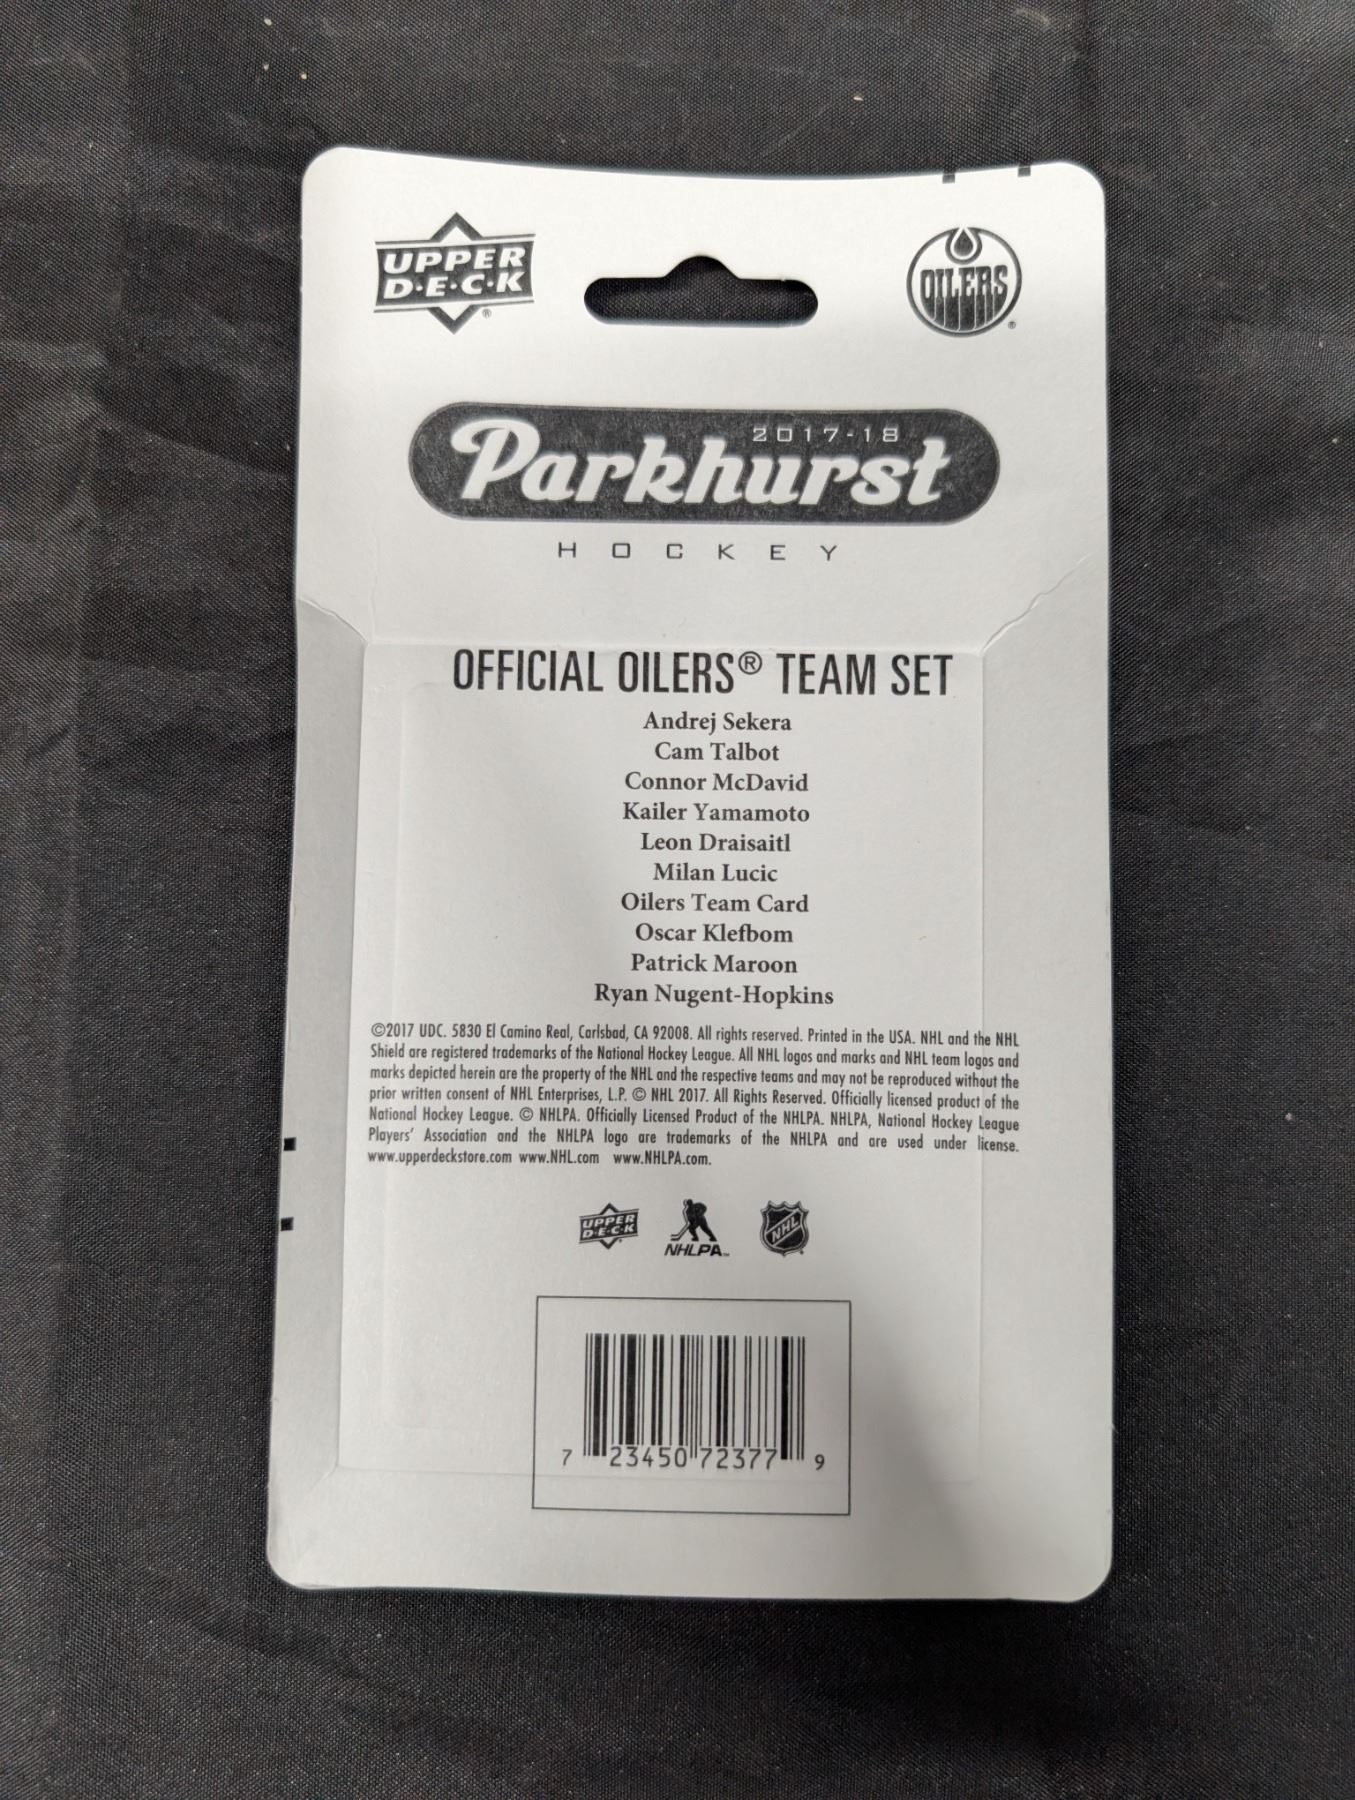 UPPER
D·E·C·K
®
OILERS
®
2017-18
Parkhurst
HOCKEY
OFFICIAL OILERS® TEAM SET
Andrej Sekera
Cam Talbot
Connor McDavid
Kailer Yamamoto
Leon Draisaitl
Milan Lucic
Oilers Team Card
Oscar Klefbom
Patrick Maroon
Ryan Nugent-Hopkins
©2017 UDC. 5830 El Camino Real, Carlsbad, CA 92008. All rights reserved. Printed in the USA. NHL and the NHL
Shield are registered trademarks of the National Hockey League. All NHL logos and marks and NHL team logos and
marks depicted herein are the property of the NHL and the respective teams and may not be reproduced without the
prior written consent of NHL Enterprises, L.P. © NHL 2017. All Rights Reserved. Officially licensed product of the
National Hockey League. © NHLPA. Officially Licensed Product of the NHLPA. NHLPA, National Hockey League
Players' Association and the NHLPA logo are trademarks of the NHLPA and are used under license.
www.upperdeckstore.com www.NHL.com www.NHLPA.com.
UPPER
D·E·C·K
NHLPA™
NHL
7 23450 72377 9